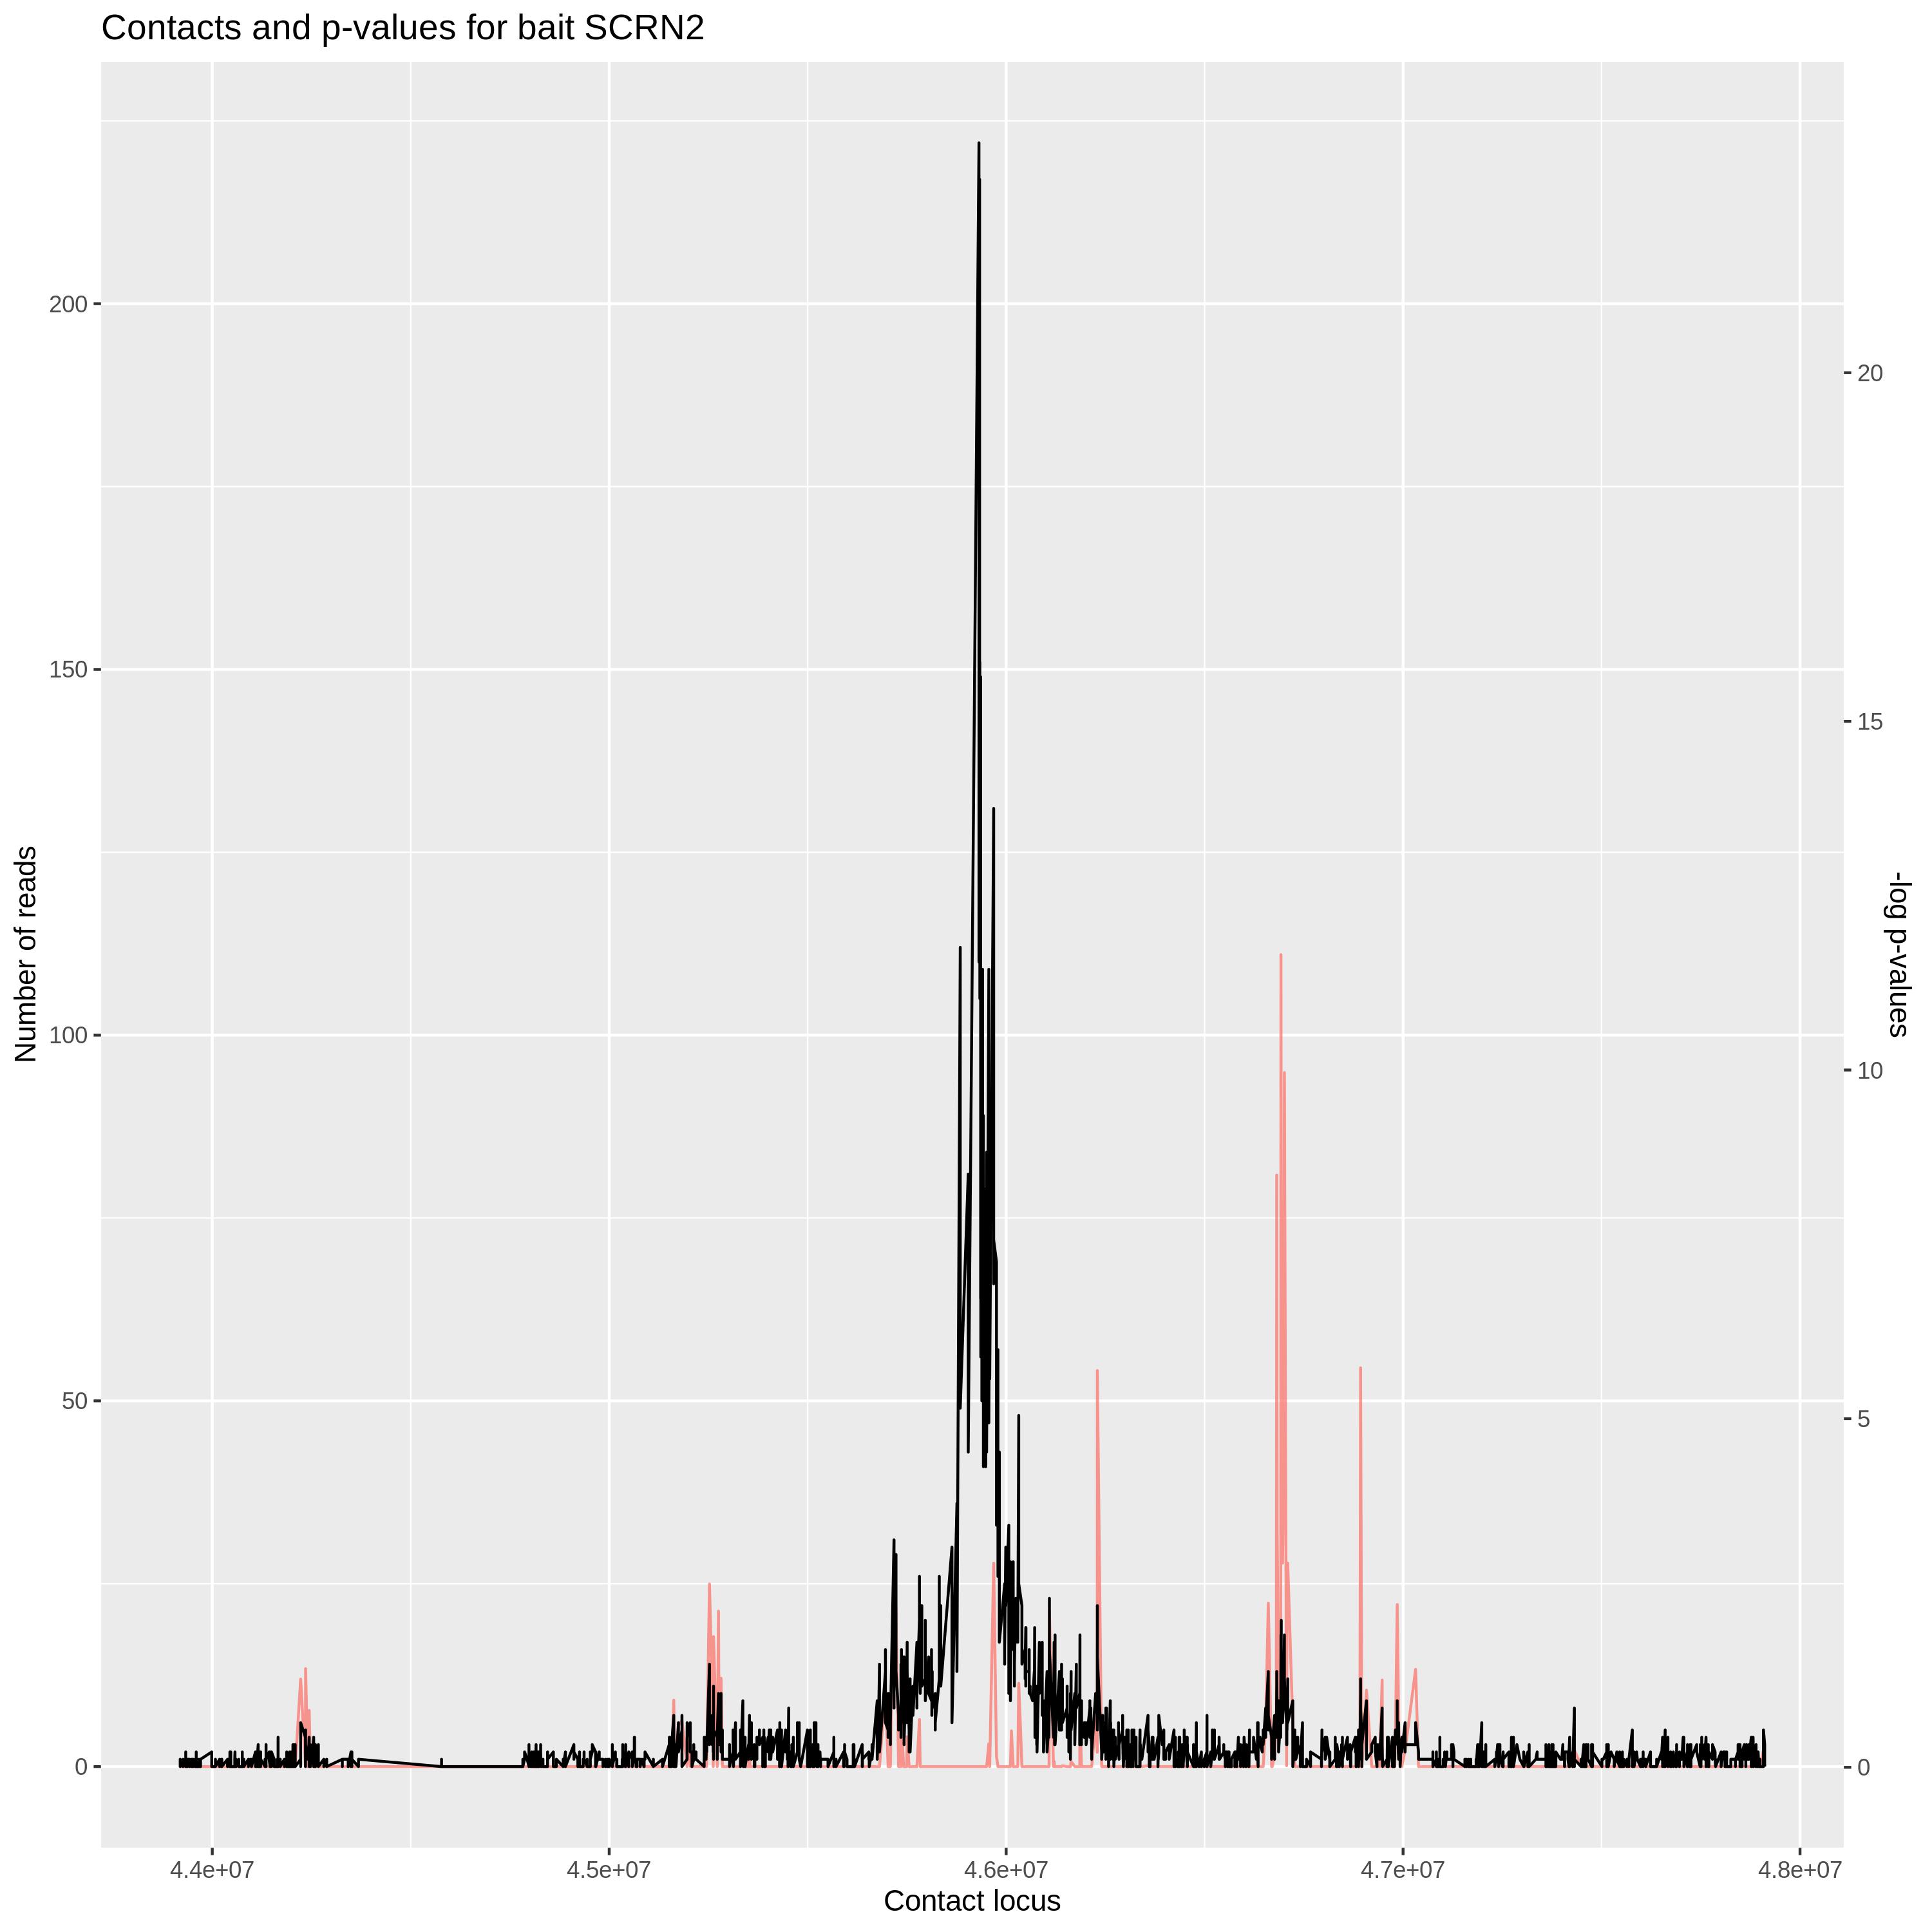 Contacts and p-values for bait SCRN2
Number of reads
200
150
100
50
0
20
15
10
5
0
-log p-values
4.4e+07
4.5e+07
4.6e+07
4.7e+07
4.8e+07
Contact locus